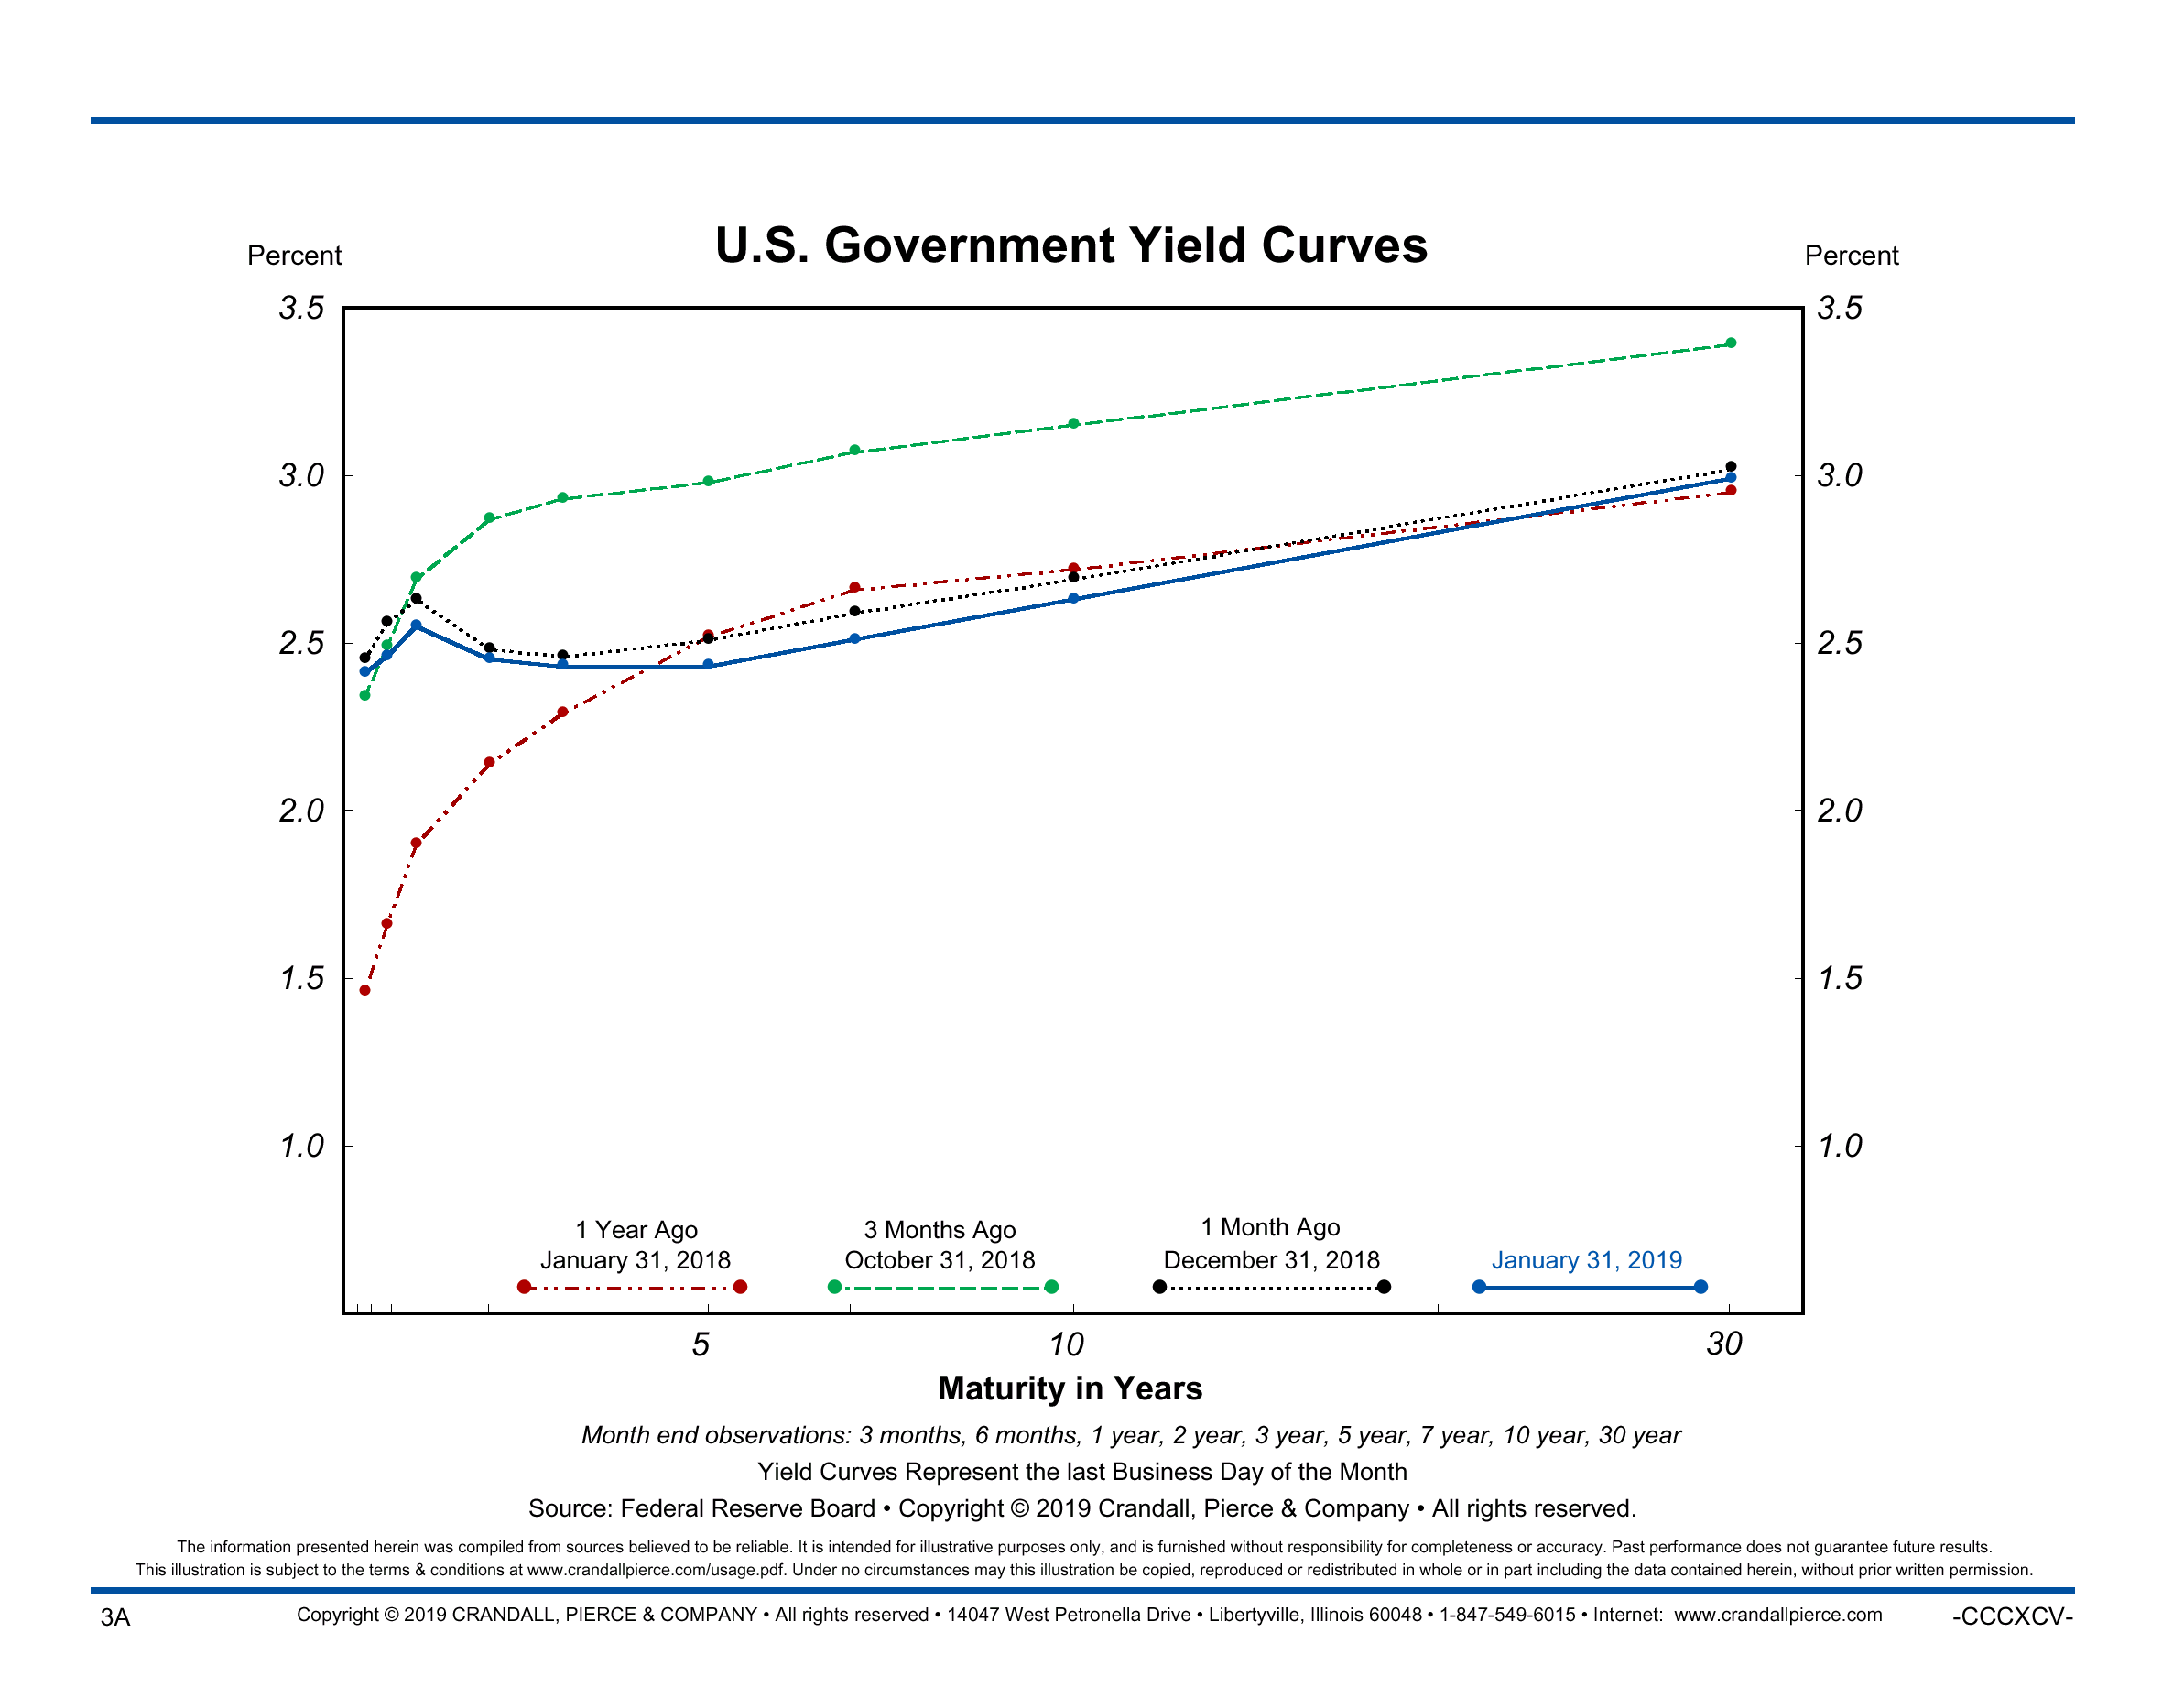 U.S. Government Yield Curves
Percent
Percent
3.5
3.5
3.0
3.0
2.5
2.5
2.0
2.0
1.5
1.5
1.0
1.0
1 Year Ago
January 31, 2018
3 Months Ago
October 31, 2018
1 Month Ago
December 31, 2018
January 31, 2019
5
10
30
Maturity in Years
Month end observations: 3 months, 6 months, 1 year, 2 year, 3 year, 5 year, 7 year, 10 year, 30 year
Yield Curves Represent the last Business Day of the Month
Source: Federal Reserve Board • Copyright © 2019 Crandall, Pierce & Company • All rights reserved.
The information presented herein was compiled from sources believed to be reliable. It is intended for illustrative purposes only, and is furnished without responsibility for completeness or accuracy. Past performance does not guarantee future results.
This illustration is subject to the terms & conditions at www.crandallpierce.com/usage.pdf. Under no circumstances may this illustration be copied, reproduced or redistributed in whole or in part including the data contained herein, without prior written permission.
3A
Copyright © 2019 CRANDALL, PIERCE & COMPANY • All rights reserved • 14047 West Petronella Drive • Libertyville, Illinois 60048 • 1-847-549-6015 • Internet: www.crandallpierce.com
-CCCXCV-